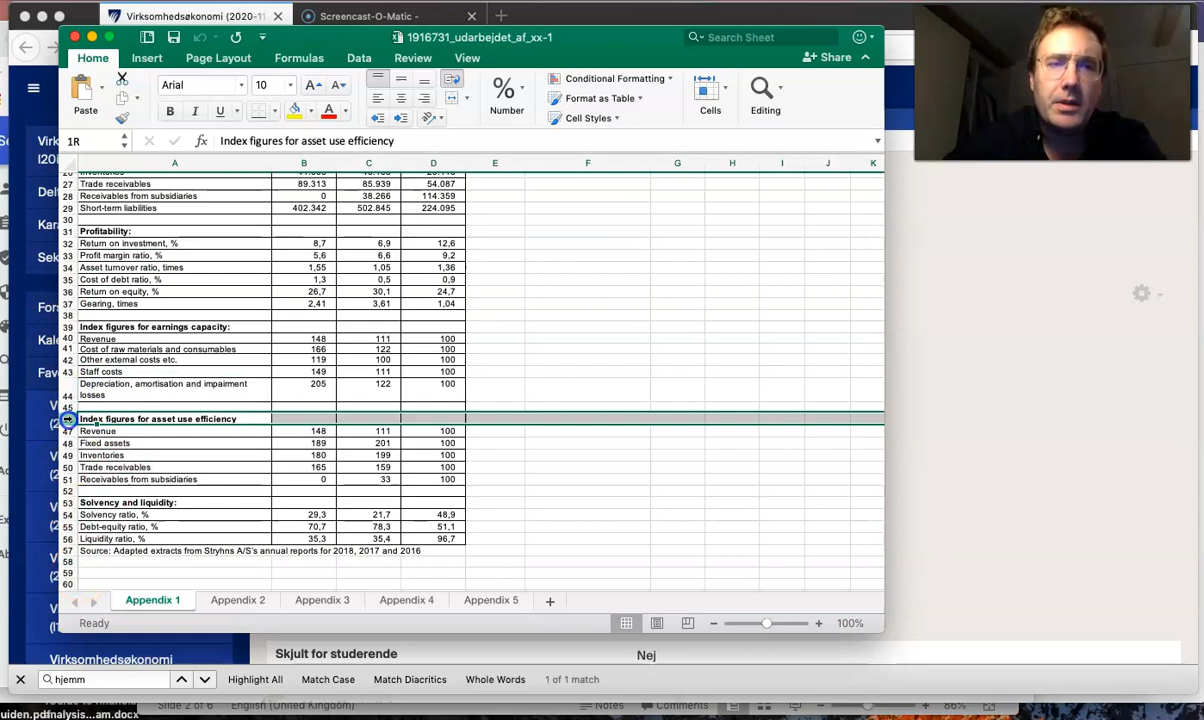 Virksomhedsøkonomi (2020-1
Screencast-O-Matic -
1916731_udarbejdet_af_xx-1
Search Sheet
Home
Insert
Page Layout
Formulas
Data
Review
View
Share
Paste
Arial
10
B I U
Number
Conditional Formatting
Format as Table
Cell Styles
Cells
Editing
1R
fx
Index figures for asset use efficiency
A B C D E F G H I J K
27 Trade receivables 89.313 85.939 54.087
28 Receivables from subsidiaries 0 38.266 114.359
29 Short-term liabilities 402.342 502.845 224.095
30
31 Profitability:
32 Return on investment, % 8,7 6,9 12,6
33 Profit margin ratio, % 5,6 6,6 9,2
34 Asset turnover ratio, times 1,55 1,05 1,36
35 Cost of debt ratio, % 1,3 0,5 0,9
36 Return on equity, % 26,7 30,1 24,7
37 Gearing, times 2,41 3,61 1,04
38
39 Index figures for earnings capacity:
40 Revenue 148 111 100
41 Cost of raw materials and consumables 166 122 100
42 Other external costs etc. 119 100 100
43 Staff costs 149 111 100
44 Depreciation, amortisation and impairment losses 205 122 100
45
Index figures for asset use efficiency
47 Revenue 148 111 100
48 Fixed assets 189 201 100
49 Inventories 180 199 100
50 Trade receivables 165 159 100
51 Receivables from subsidiaries 0 33 100
52
53 Solvency and liquidity:
54 Solvency ratio, % 29,3 21,7 48,9
55 Debt-equity ratio, % 70,7 78,3 51,1
56 Liquidity ratio, % 35,3 35,4 96,7
57 Source: Adapted extracts from Stryhns A/S's annual reports for 2018, 2017 and 2016
58
59
60
Appendix 1
Appendix 2
Appendix 3
Appendix 4
Appendix 5
Ready
100%
Virksomhedsøkonomi
Skjult for studerende
Nej
hjemm
Highlight All
Match Case
Match Diacritics
Whole Words
1 of 1 match
Slide 2 of 6
English (United Kingdom)
Notes
Comments
86%